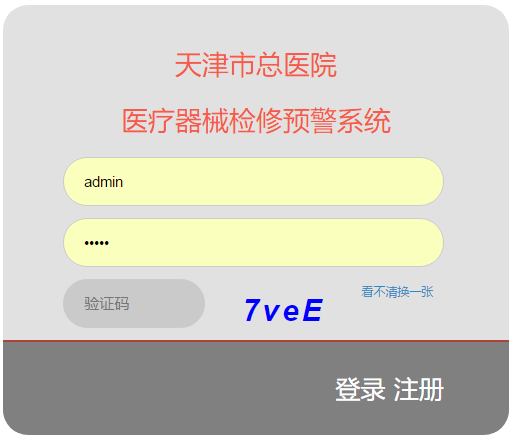 天津市总医院
医疗器械检修预警系统
admin
•••••
验证码
7veE
看不清换一张
登录 注册